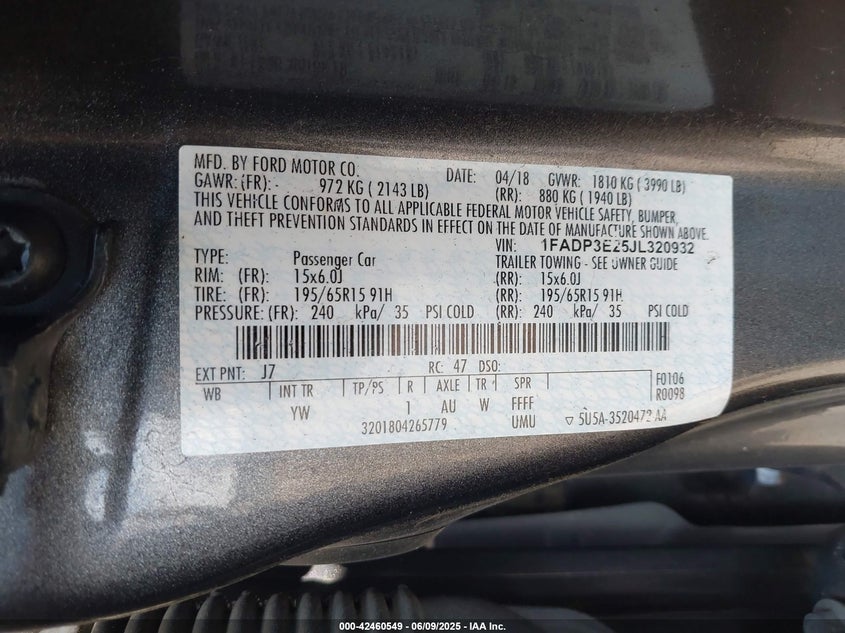 MFD. BY FORD MOTOR CO. DATE: 04/18 GVWR: 1810 KG ( 3990 LB)
GAWR: (FR): - 972 KG ( 2143 LB) (RR): 880 KG ( 1940 LB)
THIS VEHICLE CONFORMS TO ALL APPLICABLE FEDERAL MOTOR VEHICLE SAFETY, BUMPER,
AND THEFT PREVENTION STANDARDS IN EFFECT ON THE DATE OF MANUFACTURE SHOWN ABOVE.
VIN: 1FADP3E25JL320932
TYPE: Passenger Car TRAILER TOWING - SEE OWNER GUIDE
RIM: (FR): 15x6.0J (RR): 15x6.0J
TIRE: (FR): 195/65R15 91H (RR): 195/65R15 91H
PRESSURE: (FR): 240 kPa/ 35 PSI COLD (RR): 240 kPa/ 35 PSI COLD
EXT PNT: J7 RC: 47 DSO:
WB INT TR TP/PS R AXLE TR SPR F0106
YW 1 AU W FFFF R0098
3201804265779 UMU ▽ 5U5A-3520472-AA
000-42460549 - 06/09/2025 - IAA Inc.